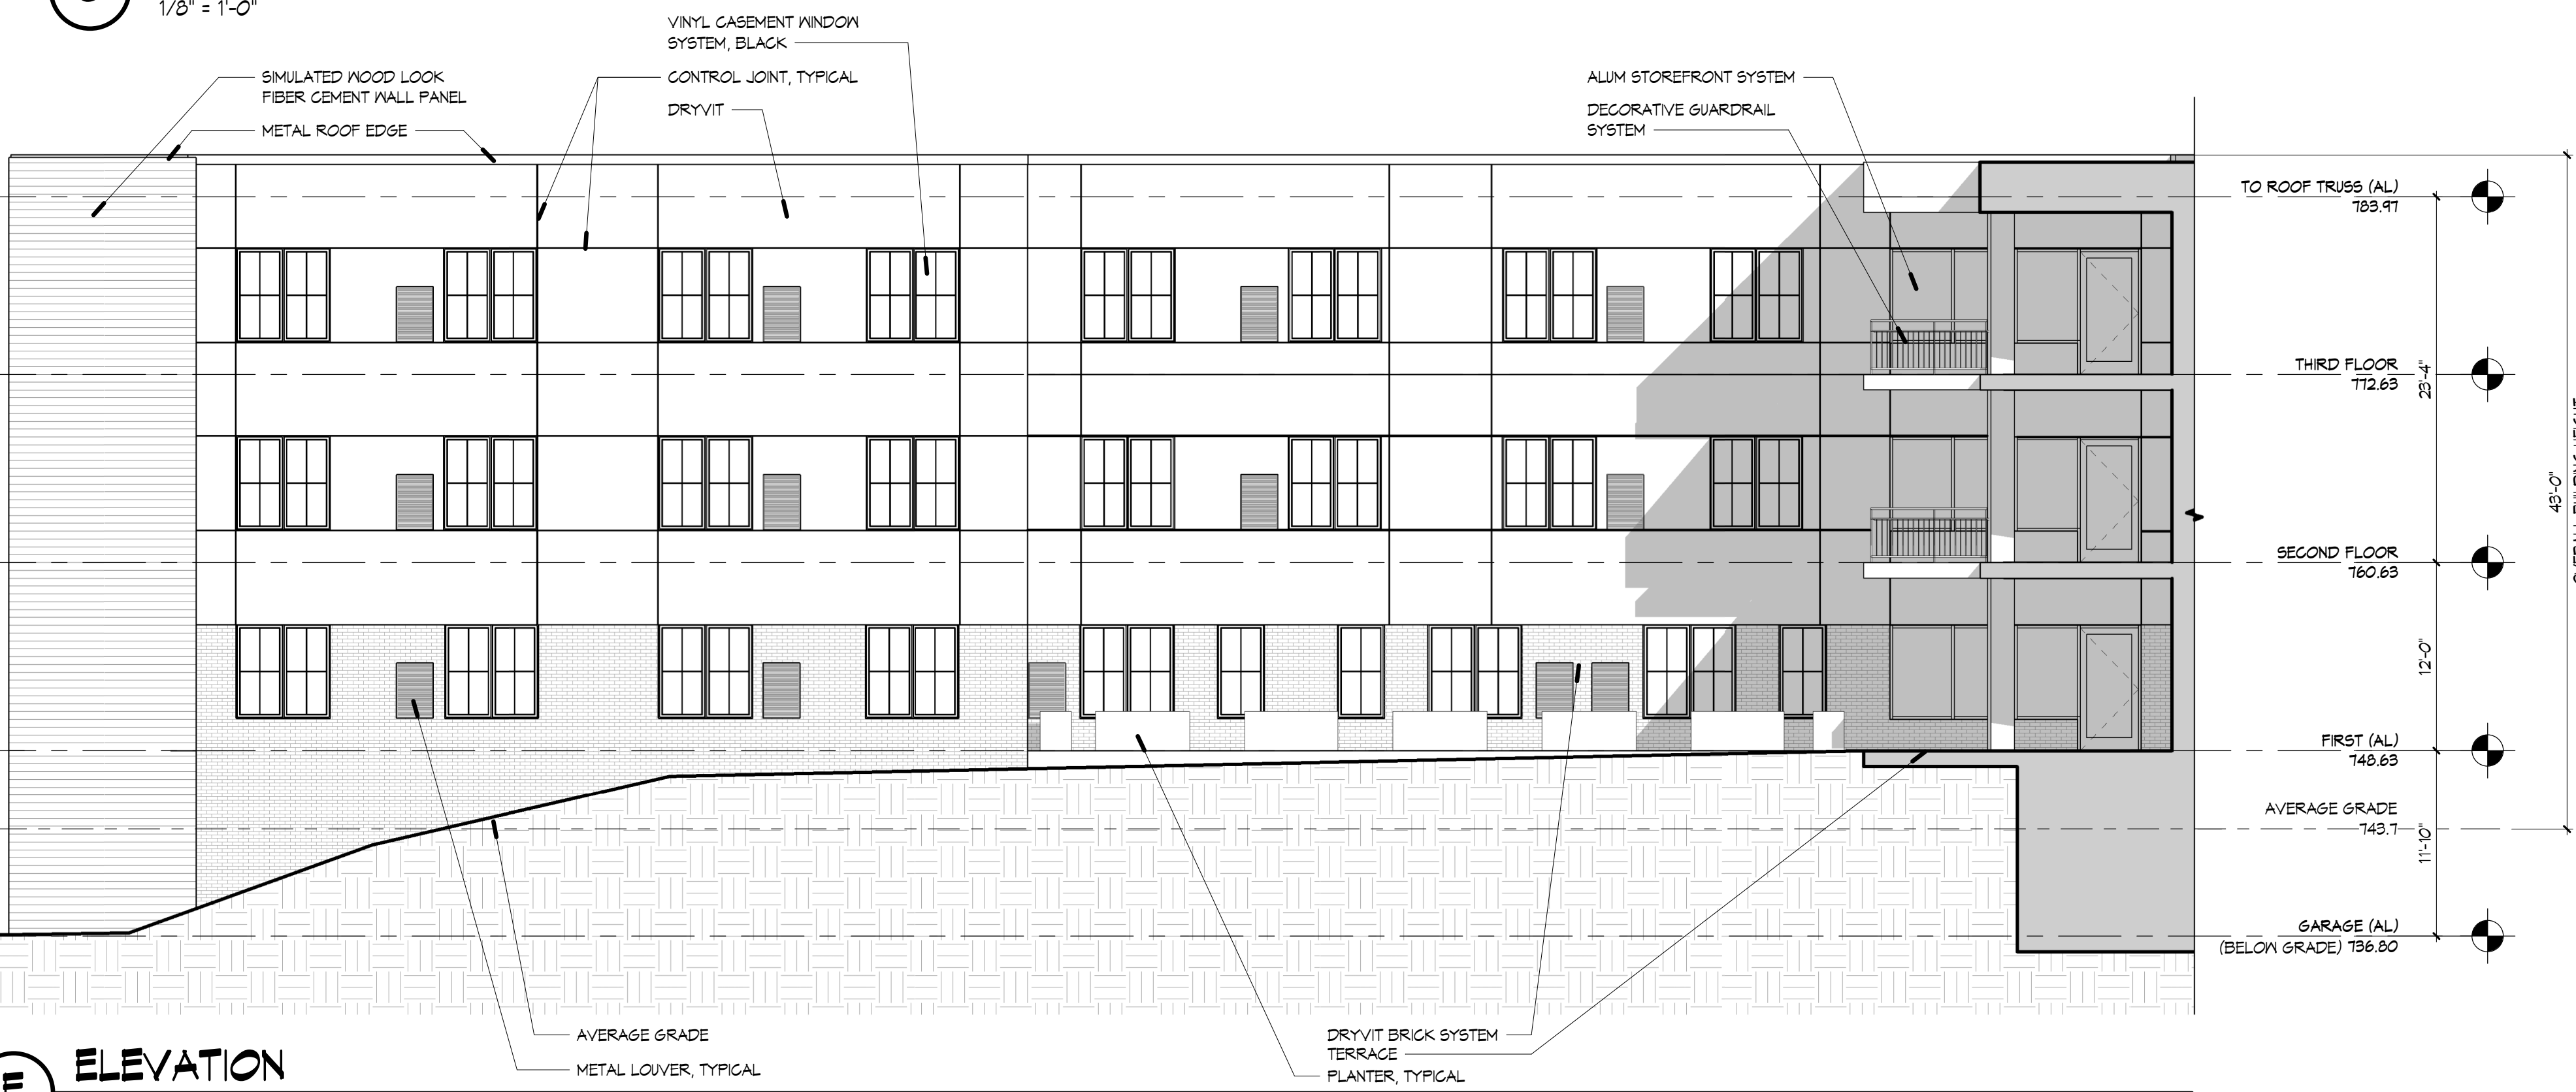 1/8" = 1'-0"
VINYL CASEMENT WINDOW
SYSTEM, BLACK
SIMULATED WOOD LOOK
FIBER CEMENT WALL PANEL
CONTROL JOINT, TYPICAL
ALUM STOREFRONT SYSTEM
METAL ROOF EDGE
DRYVIT
DECORATIVE GUARDRAIL
SYSTEM
TO ROOF TRUSS (AL)
783.97
THIRD FLOOR
772.63
23'-4"
43'-0"
SECOND FLOOR
760.63
12'-0"
FIRST (AL)
748.63
AVERAGE GRADE
743.7
11'-10"
GARAGE (AL)
(BELOW GRADE) 736.80
AVERAGE GRADE
METAL LOUVER, TYPICAL
DRYVIT BRICK SYSTEM
TERRACE
PLANTER, TYPICAL
E
ELEVATION